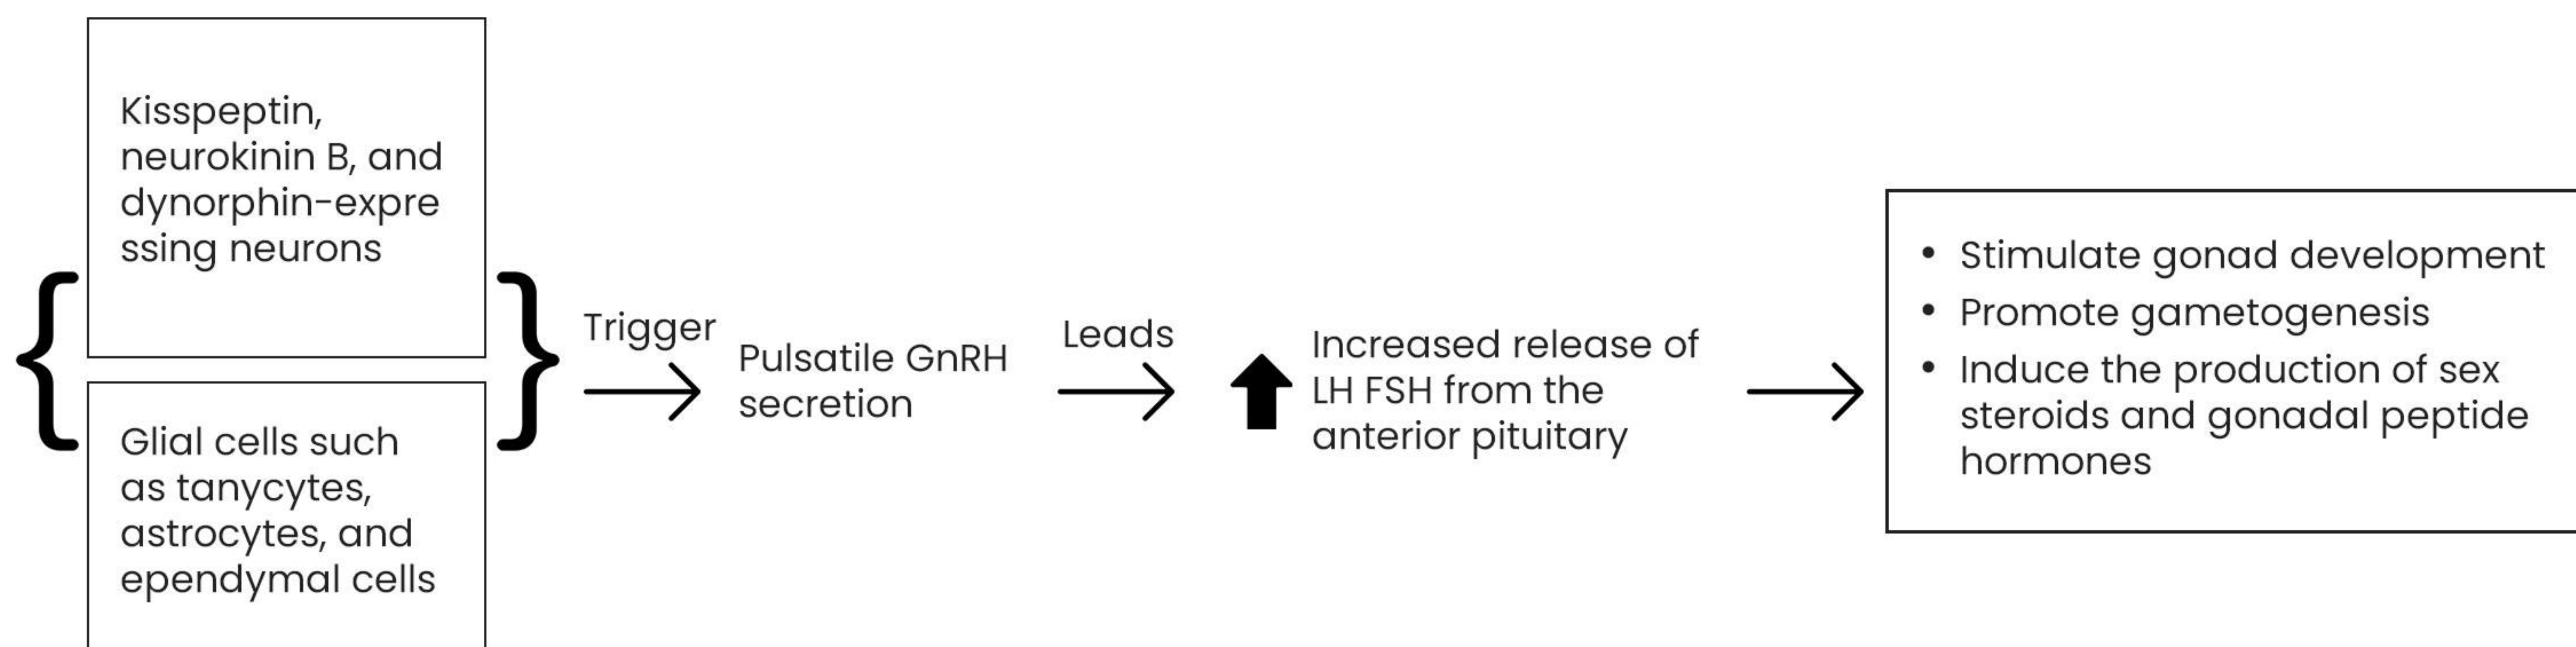 Kisspeptin,
neurokinin B, and
dynorphin-expre
ssing neurons
Glial cells such
as tanycytes,
astrocytes, and
ependymal cells
Trigger
Pulsatile GnRH
secretion
Leads
Increased release of
LH FSH from the
anterior pituitary
• Stimulate gonad development
• Promote gametogenesis
• Induce the production of sex
steroids and gonadal peptide
hormones